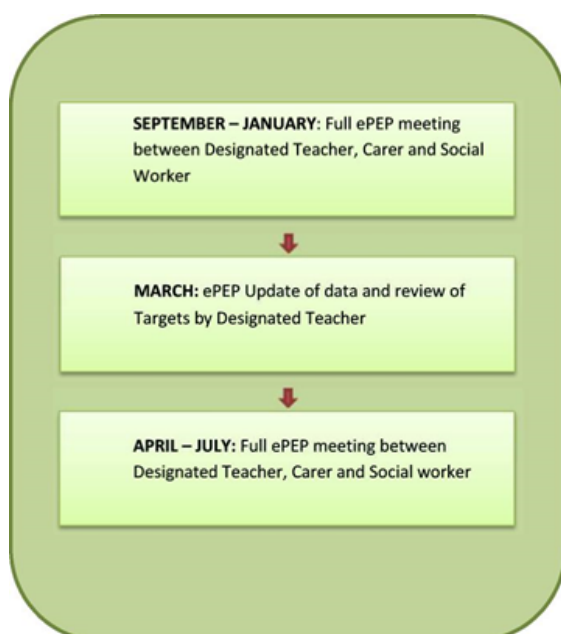 SEPTEMBER – JANUARY: Full ePEP meeting
between Designated Teacher, Carer and Social
Worker
MARCH: ePEP Update of data and review of
Targets by Designated Teacher
APRIL – JULY: Full ePEP meeting between
Designated Teacher, Carer and Social worker